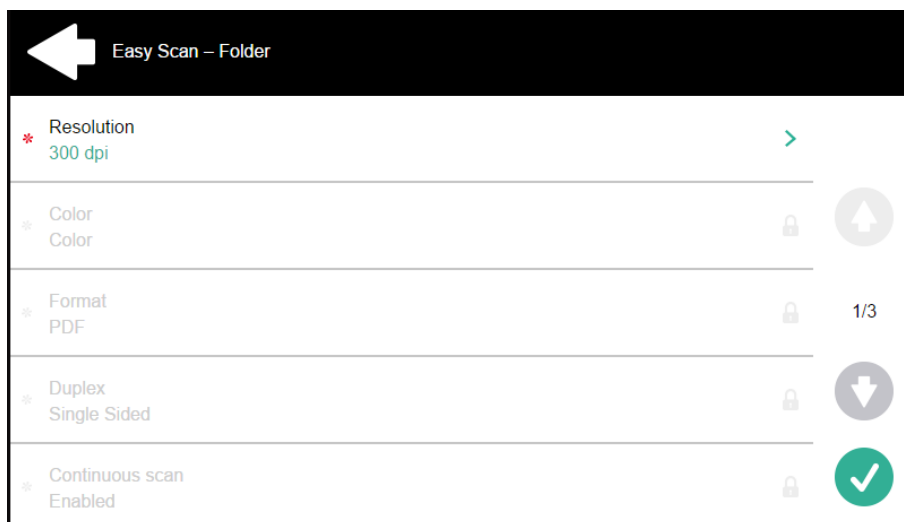 Easy Scan – Folder
* Resolution
300 dpi
* Color
Color
* Format
PDF
1/3
* Duplex
Single Sided
* Continuous scan
Enabled